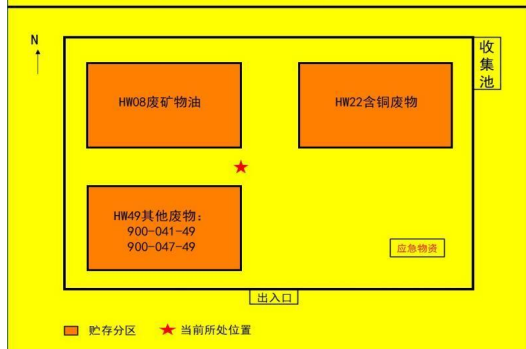 N
收集池
HW08废矿物油
HW22含铜废物
HW49其他废物：
900-041-49
900-047-49
应急物资
出入口
贮存分区
当前所处位置